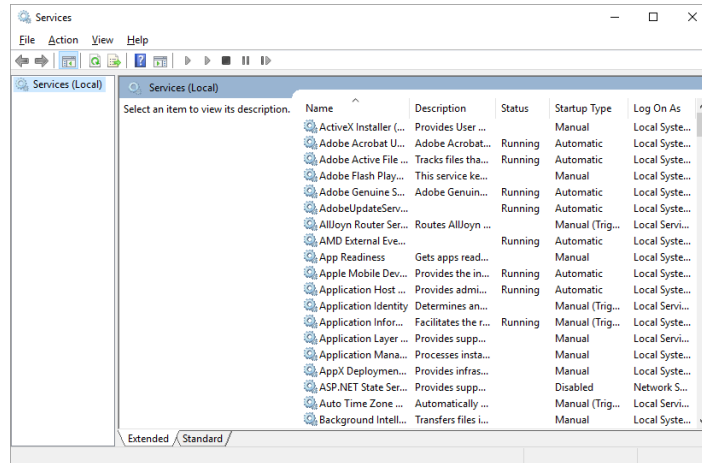 Services
File Action View Help
Services (Local)
Services (Local)
Select an item to view its description.
Name Description Status Startup Type Log On As
ActiveX Installer (... Provides User ... Manual Local Syste...
Adobe Acrobat U... Adobe Acrobat... Running Automatic Local Syste...
Adobe Active File ... Tracks files tha... Running Automatic Local Syste...
Adobe Flash Play... This service ke... Manual Local Syste...
Adobe Genuine S... Adobe Genuin... Running Automatic Local Syste...
AdobeUpdateServ... Running Automatic Local Syste...
AllJoyn Router Ser... Routes AllJoyn ... Manual (Trig... Local Servi...
AMD External Eve... Running Automatic Local Syste...
App Readiness Gets apps read... Manual Local Syste...
Apple Mobile Dev... Provides the in... Running Automatic Local Syste...
Application Host ... Provides admi... Running Automatic Local Syste...
Application Identity Determines an... Manual (Trig... Local Servi...
Application Infor... Facilitates the r... Running Manual (Trig... Local Syste...
Application Layer ... Provides supp... Manual Local Servi...
Application Mana... Processes insta... Manual Local Syste...
AppX Deploymen... Provides infras... Manual Local Syste...
ASP.NET State Ser... Provides supp... Disabled Network S...
Auto Time Zone ... Automatically ... Manual (Trig... Local Servi...
Background Intell... Transfers files i... Manual Local Syste...
Extended Standard